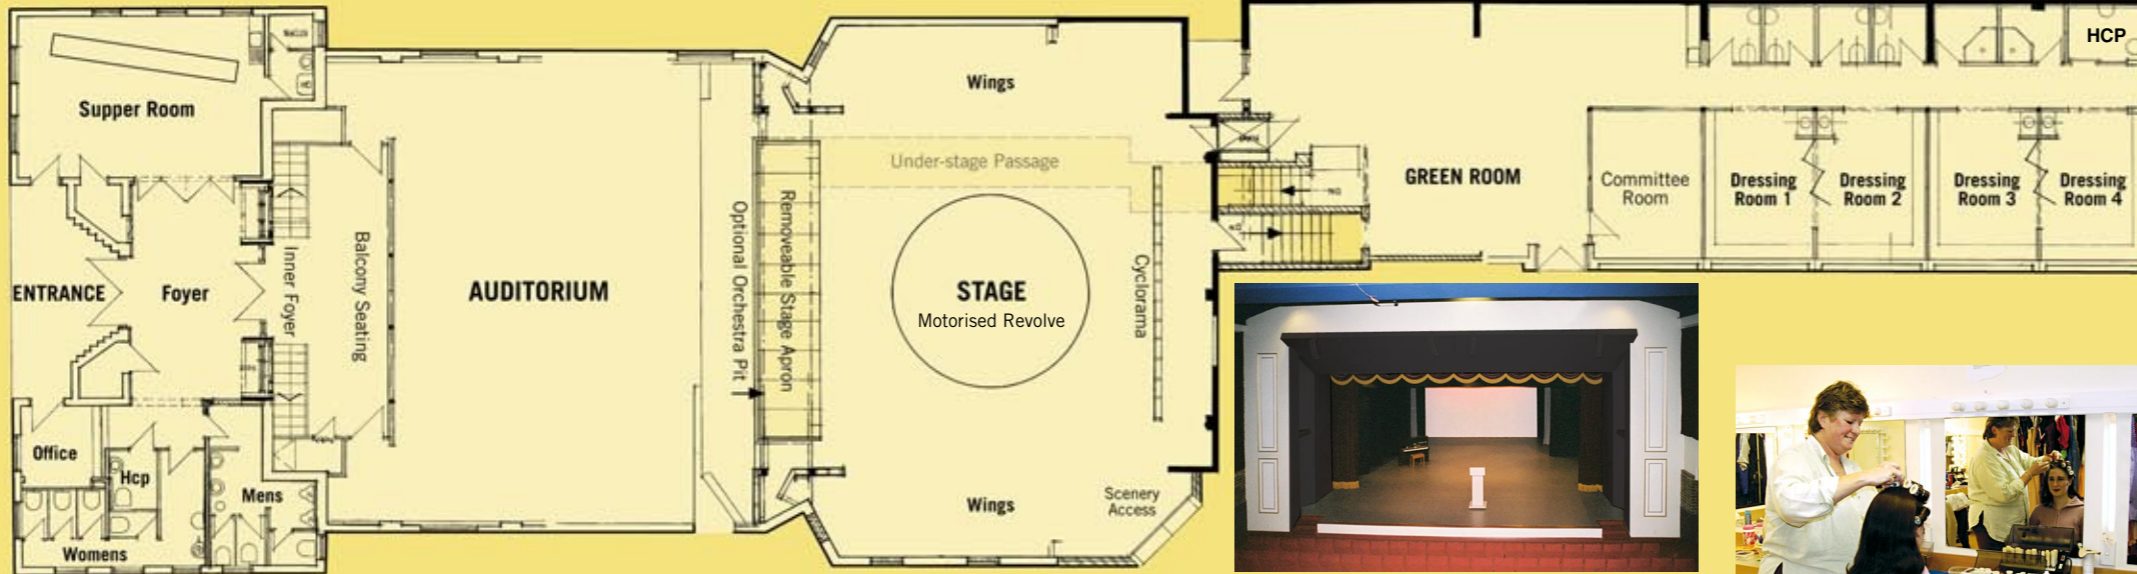 Supper Room
ENTRANCE
Foyer
Inner Foyer
Balcony Seating
Office
Hcp
Womens
Mens
AUDITORIUM
Optional Orchestra Pit
Removeable Stage Apron
Wings
Under-stage Passage
STAGE
Motorised Revolve
Cyclorama
Wings
Scenery
Access
GREEN ROOM
Committee
Room
Dressing
Room 1
Dressing
Room 2
Dressing
Room 3
Dressing
Room 4
HCP